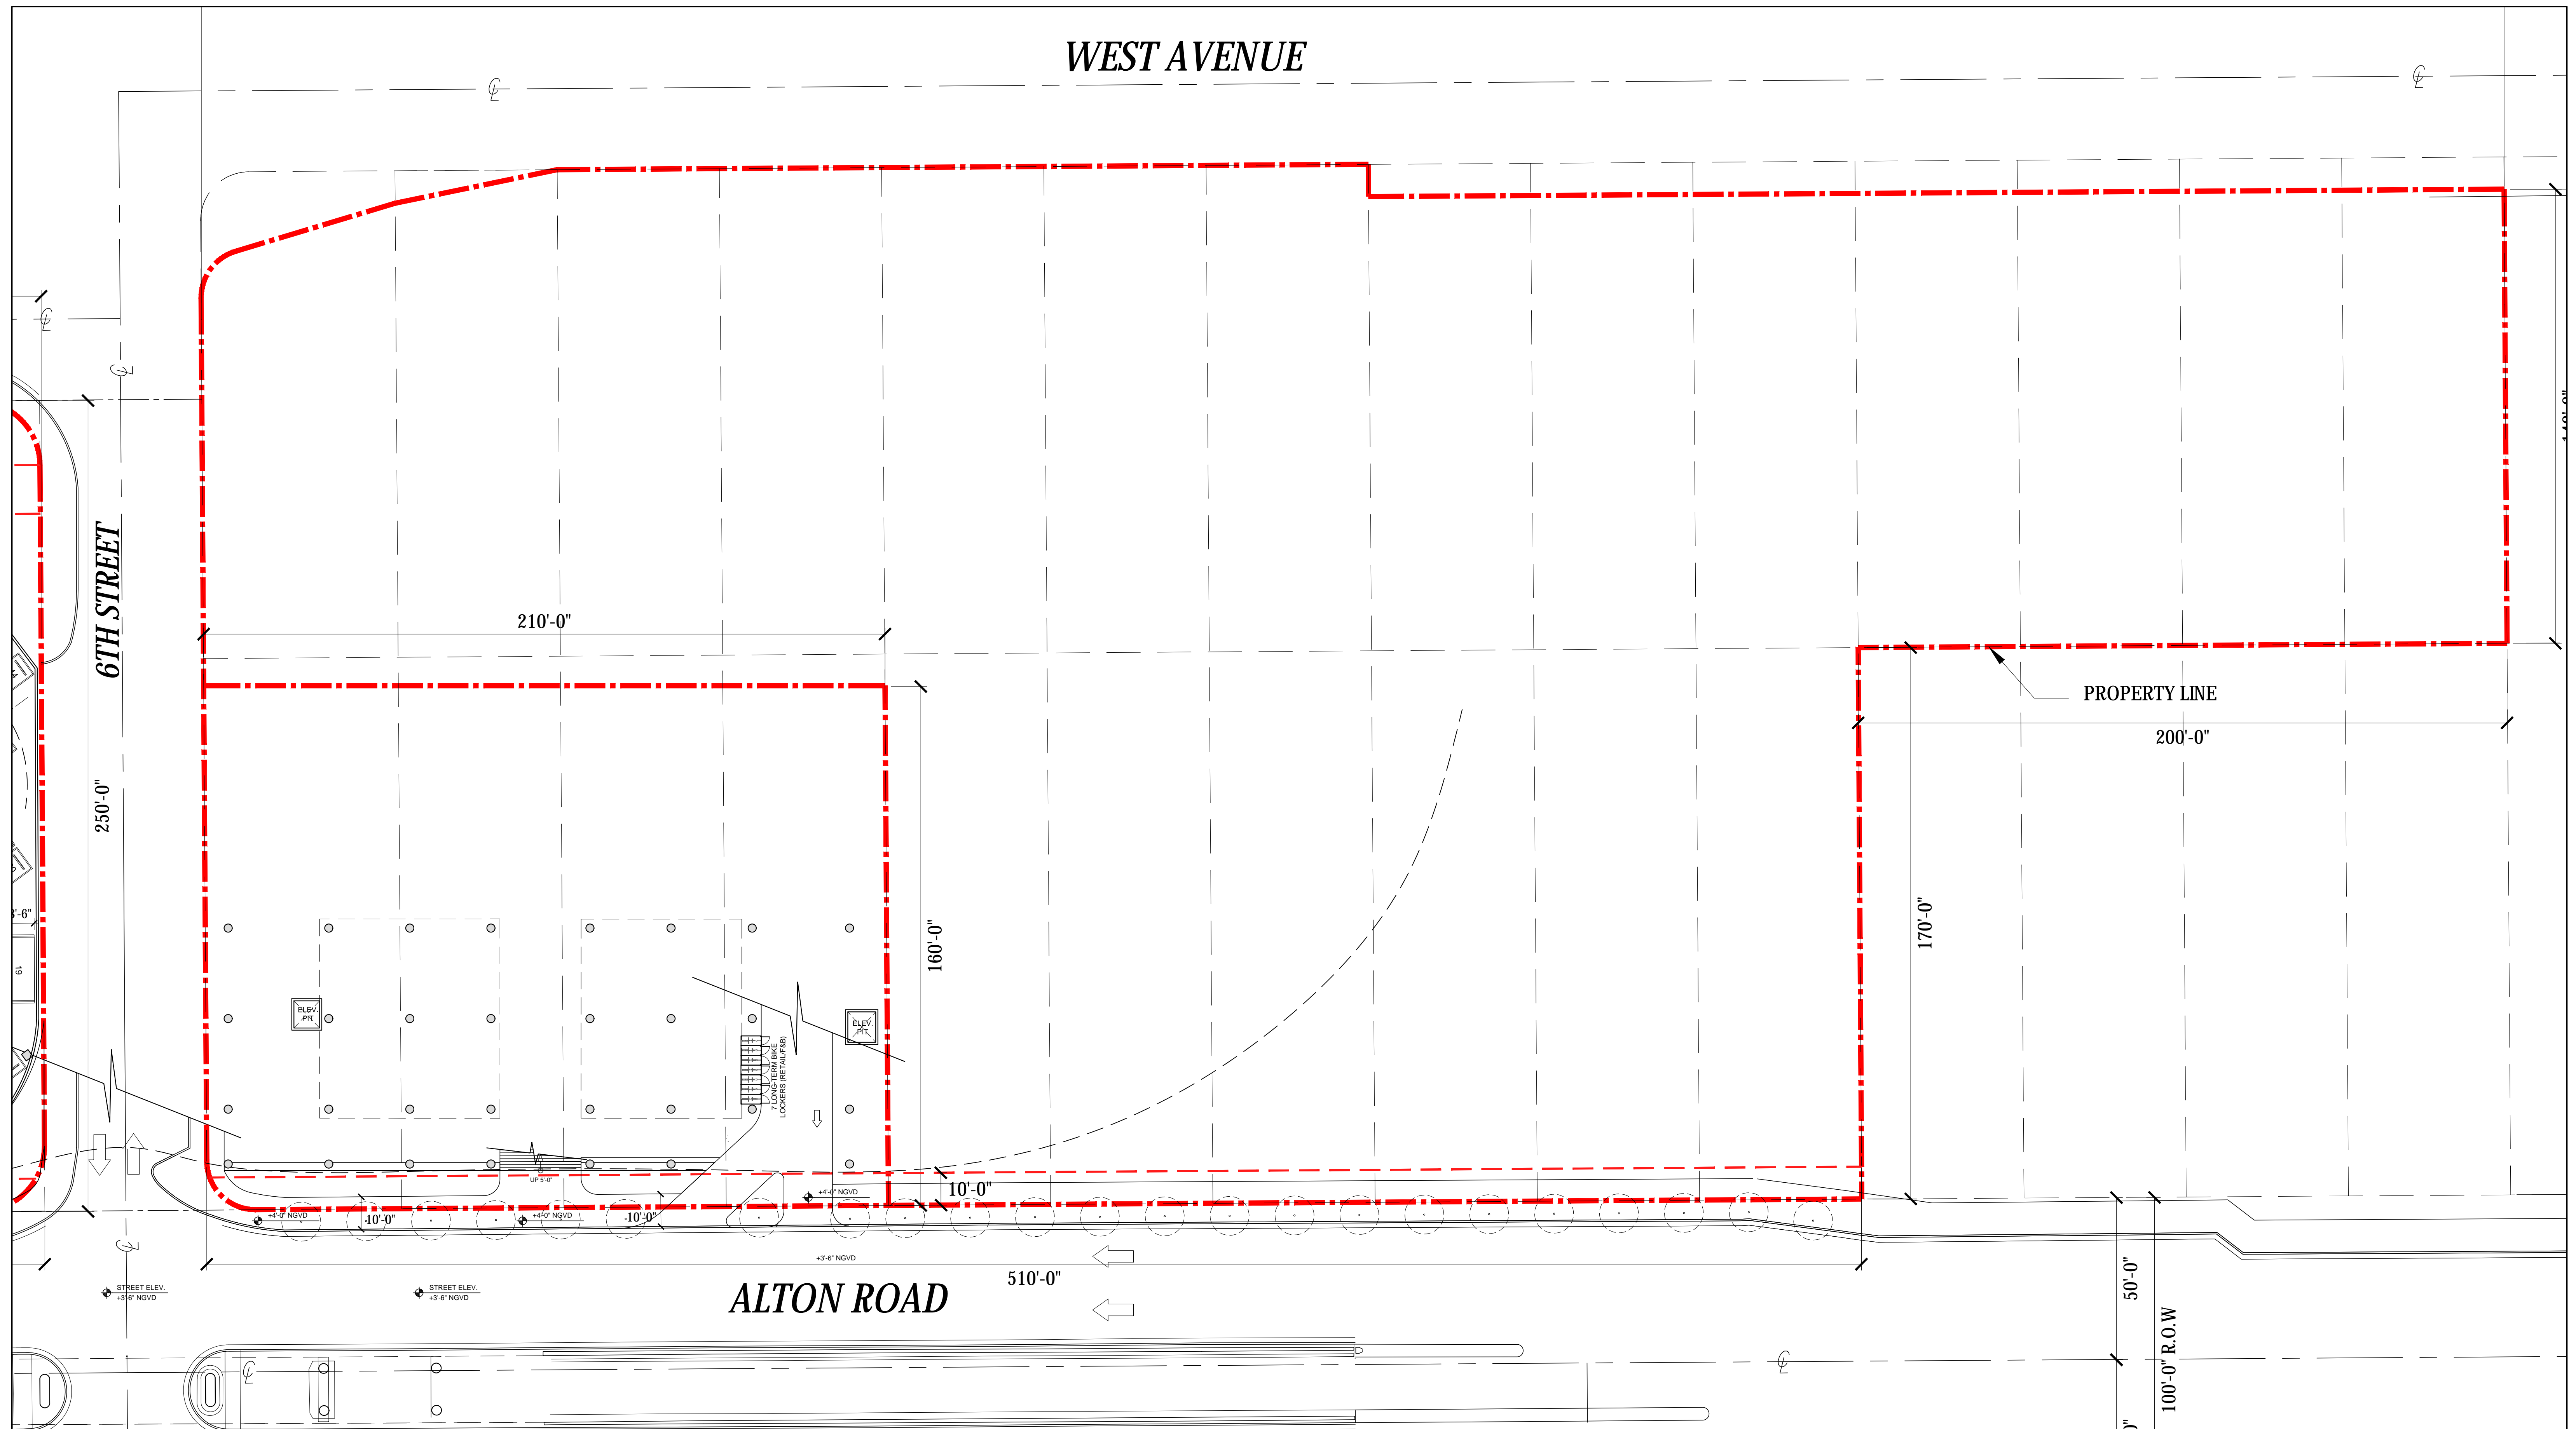 WEST AVENUE
6TH STREET
210'-0"
PROPERTY LINE
200'-0"
250'-0"
160'-0"
170'-0"
19
ELEV.
PIT
ELEV.
PIT
7 LONG-TERM BIKE
LOCKERS (RETAIL/F&B)
UP 5'-0"
+4'-0" NGVD
10'-0"
+4'-0" NGVD
10'-0"
+4'-0" NGVD
10'-0"
+3'-6" NGVD
510'-0"
STREET ELEV.
+3'-6" NGVD
STREET ELEV.
+3'-6" NGVD
ALTON ROAD
50'-0"
100'-0" R.O.W